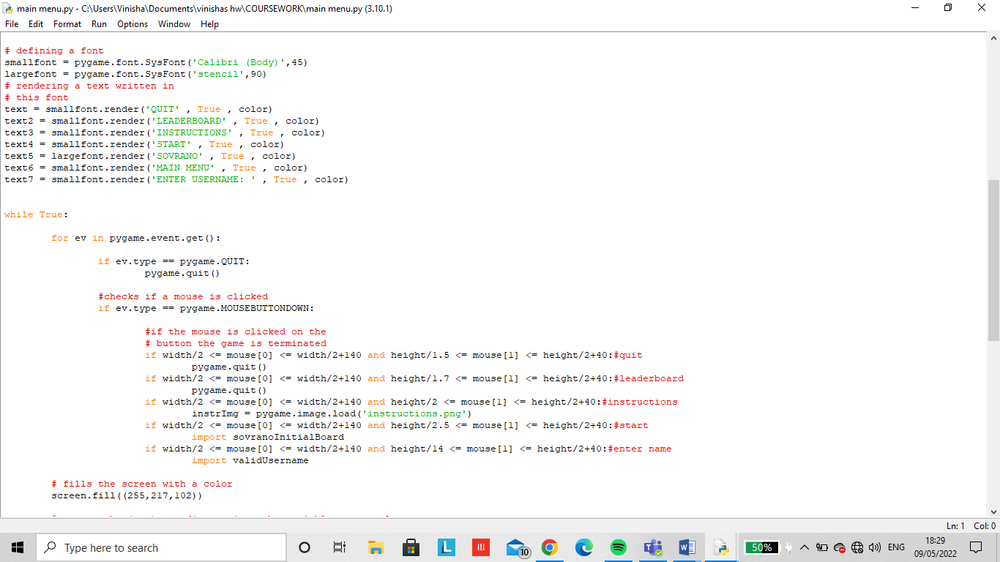 main menu.py - C:\Users\Vinisha\Documents\vinishas hw\COURSEWORK\main menu.py (3.10.1)
File Edit Format Run Options Window Help
# defining a font
smallfont = pygame.font.SysFont('Calibri (Body)',45)
largefont = pygame.font.SysFont('stencil',90)
# rendering a text written in
# this font
text = smallfont.render('QUIT' , True , color)
text2 = smallfont.render('LEADERBOARD' , True , color)
text3 = smallfont.render('INSTRUCTIONS' , True , color)
text4 = smallfont.render('START' , True , color)
text5 = largefont.render('SOVRANO' , True , color)
text6 = smallfont.render('MAIN MENU' , True , color)
text7 = smallfont.render('ENTER USERNAME: ' , True , color)
while True:
for ev in pygame.event.get():
if ev.type == pygame.QUIT:
pygame.quit()
#checks if a mouse is clicked
if ev.type == pygame.MOUSEBUTTONDOWN:
#if the mouse is clicked on the
# button the game is terminated
if width/2 <= mouse[0] <= width/2+140 and height/1.5 <= mouse[1] <= height/2+40:#quit
pygame.quit()
if width/2 <= mouse[0] <= width/2+140 and height/1.7 <= mouse[1] <= height/2+40:#leaderboard
pygame.quit()
if width/2 <= mouse[0] <= width/2+140 and height/2 <= mouse[1] <= height/2+40:#instructions
instrImg = pygame.image.load('instructions.png')
if width/2 <= mouse[0] <= width/2+140 and height/2.5 <= mouse[1] <= height/2+40:#start
import sovranoInitialBoard
if width/2 <= mouse[0] <= width/2+140 and height/14 <= mouse[1] <= height/2+40:#enter name
import validUsername
# fills the screen with a color
screen.fill((255,217,102))
Ln: 1 Col: 0
Type here to search
L
10
50%
ENG
18:29
09/05/2022